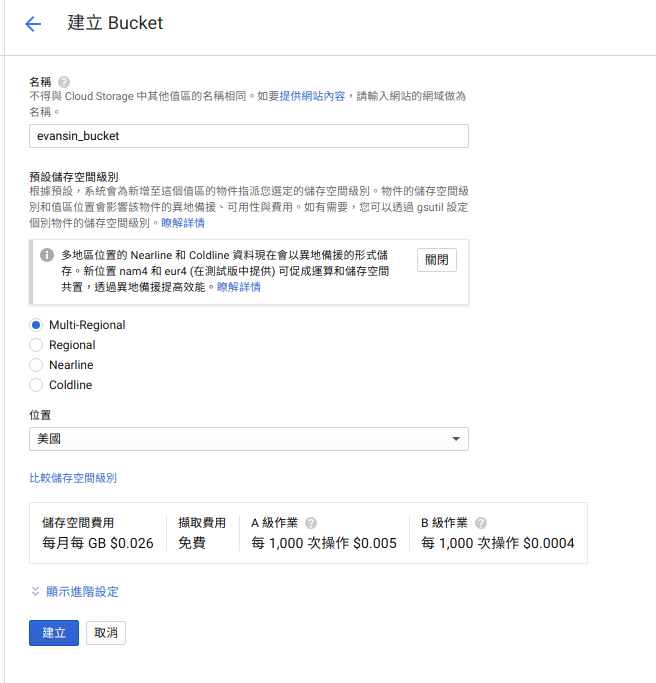 建立 Bucket
名稱
不得與 Cloud Storage 中其他值區的名稱相同。如要提供網站內容，請輸入網站的網域做為
名稱。
evansin_bucket
預設儲存空間級別
根據預設，系統會為新增至這個值區的物件指派您選定的儲存空間級別。物件的儲存空間級
別和值區位置會影響該物件的異地備援、可用性與費用。如有需要，您可以透過 gsutil 設定
個別物件的儲存空間級別。瞭解詳情
多地區位置的 Nearline 和 Coldline 資料現在會以異地備援的形式儲
存。新位置 nam4 和 eur4 (在測試版中提供) 可促成運算和儲存空間
共置，透過異地備援提高效能。瞭解詳情
關閉
Multi-Regional
Regional
Nearline
Coldline
位置
美國
比較儲存空間級別
儲存空間費用 擷取費用 A 級作業 B 級作業
每月每 GB $0.026 免費 每 1,000 次操作 $0.005 每 1,000 次操作 $0.0004
顯示進階設定
建立 取消